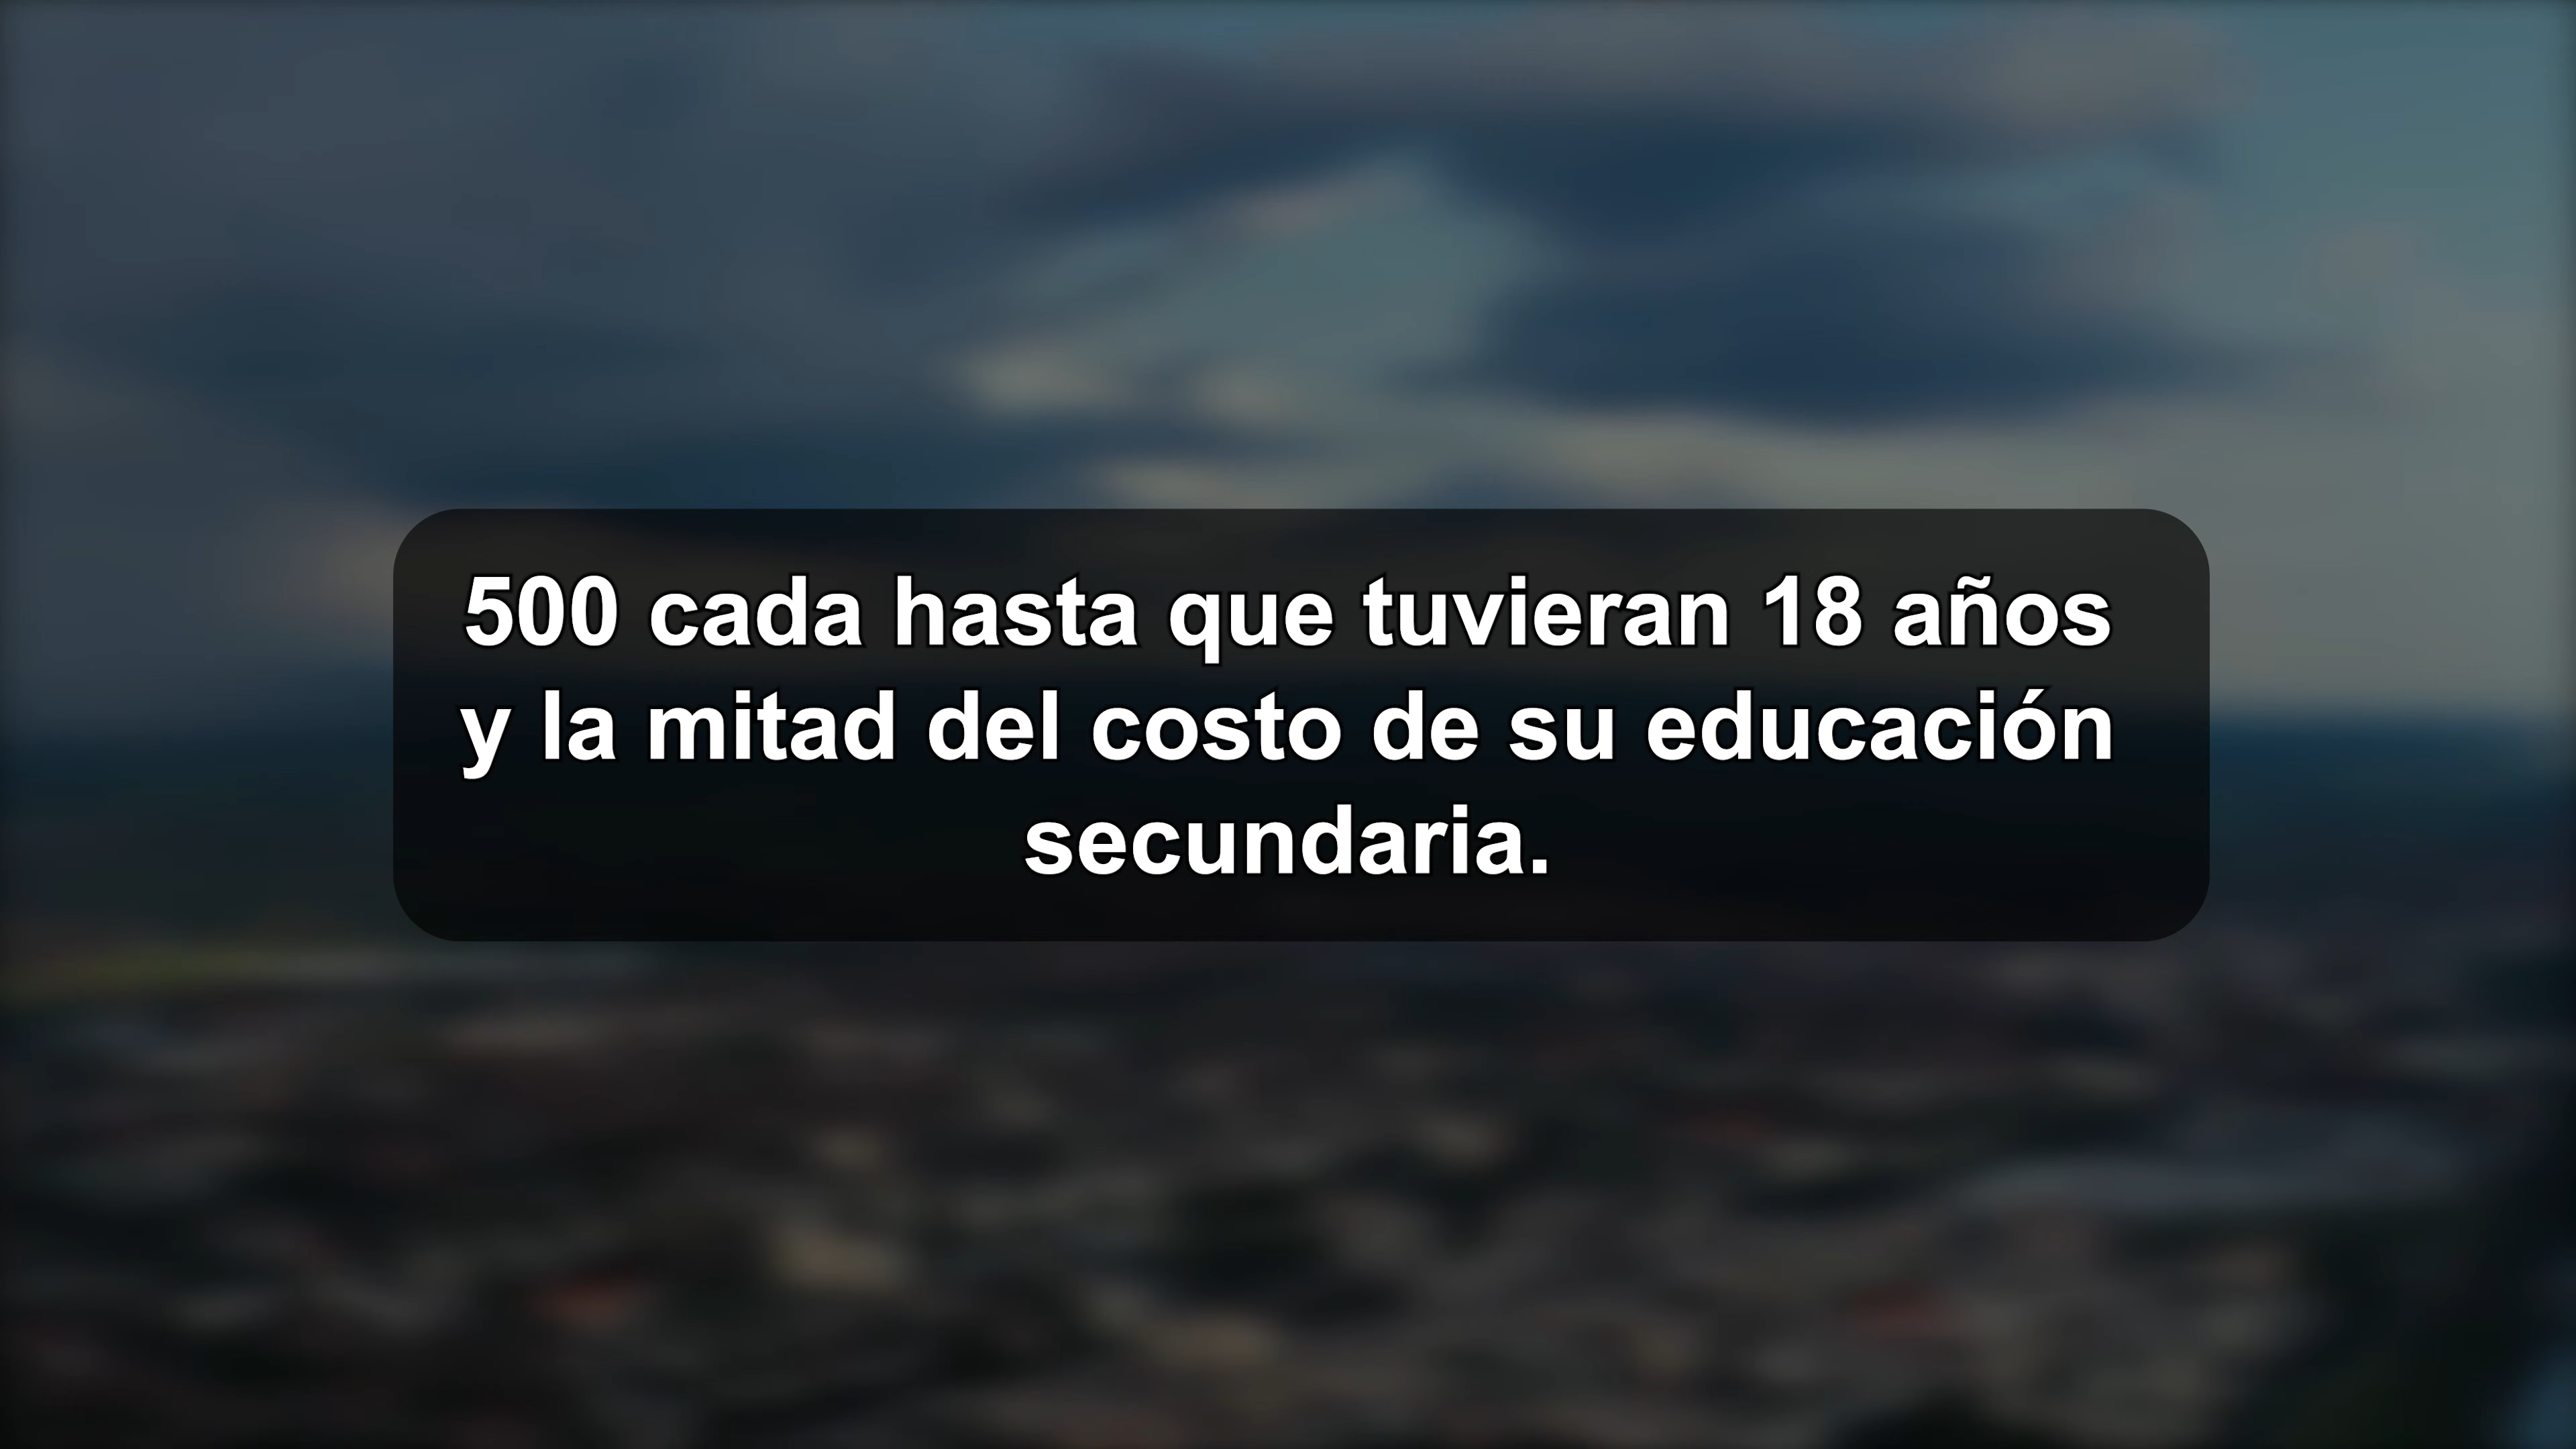 500 cada hasta que tuvieran 18 años
y la mitad del costo de su educación
secundaria.